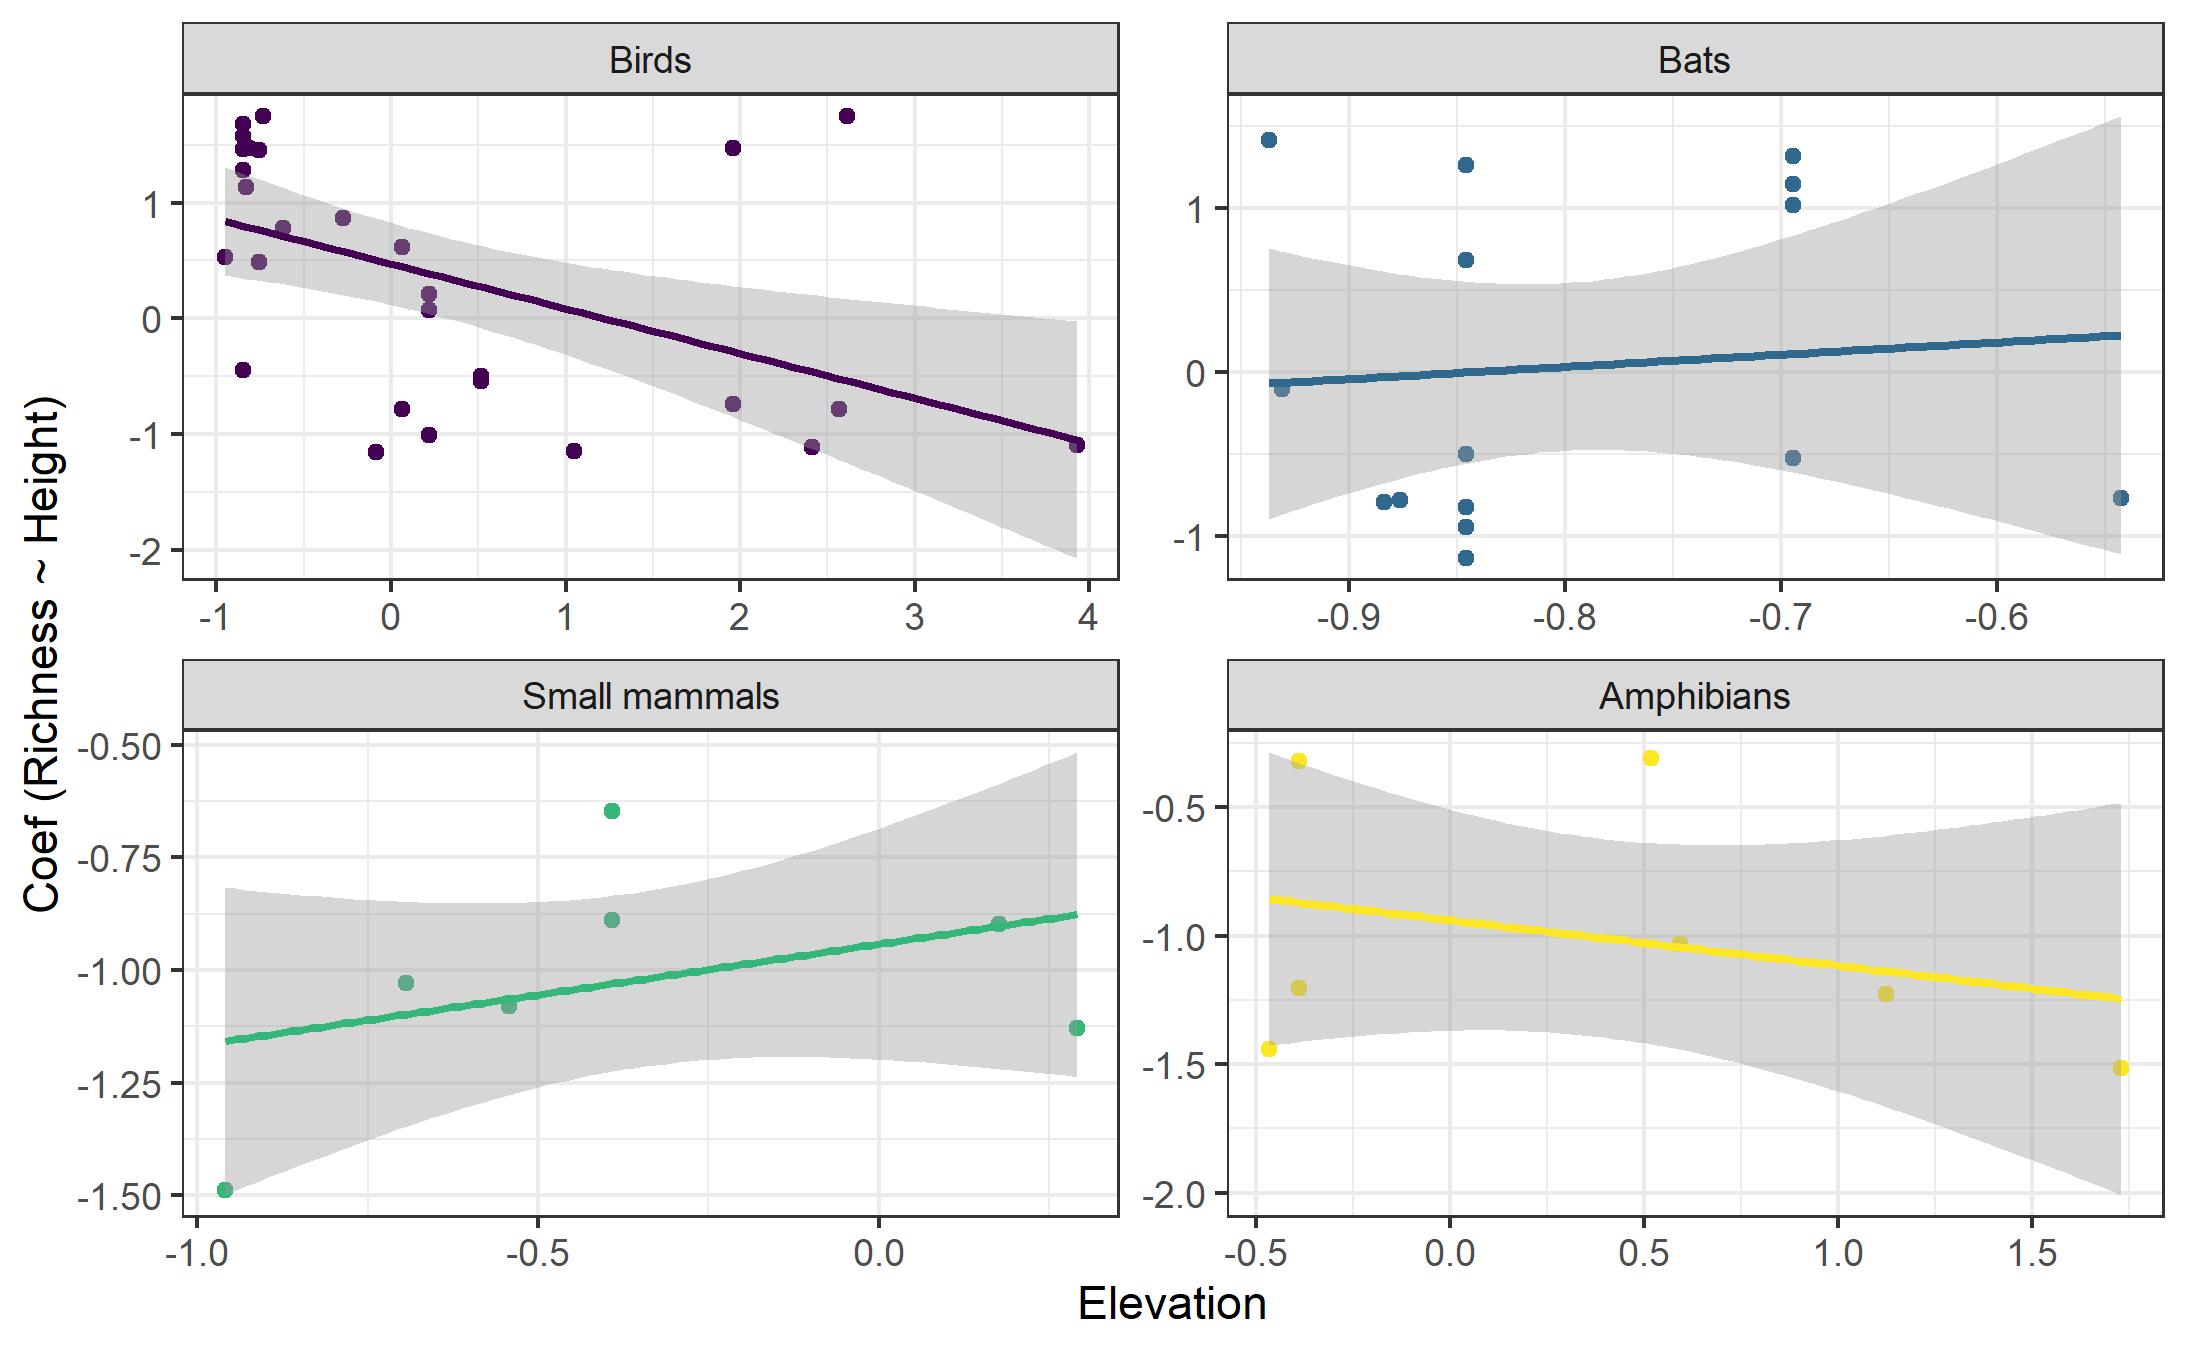 Birds
Bats
1
0
-1
-2
1
0
-1
-1 0 1 2 3 4
-0.9 -0.8 -0.7 -0.6
Small mammals
Amphibians
-0.50
-0.75
-1.00
-1.25
-1.50
-0.5
-1.0
-1.5
-2.0
-1.0 -0.5 0.0
-0.5 0.0 0.5 1.0 1.5
Elevation
Coef (Richness ~ Height)